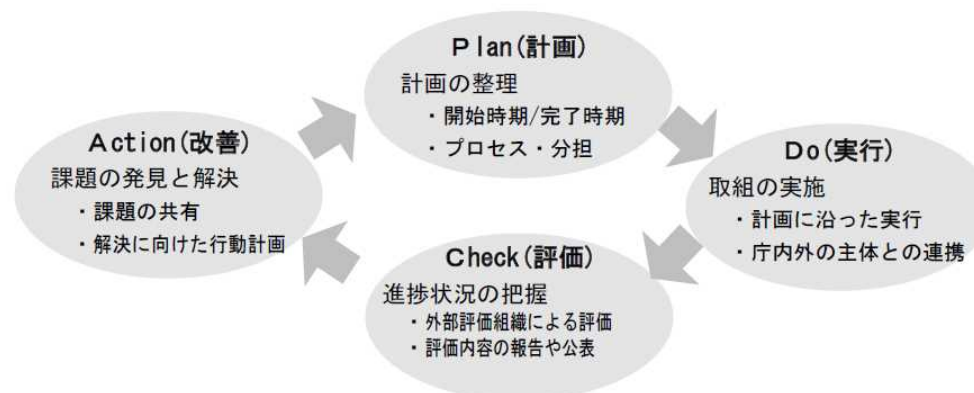 Plan(計画)
計画の整理
・開始時期/完了時期
・プロセス・分担
Do(実行)
取組の実施
・計画に沿った実行
・庁内外の主体との連携
Check(評価)
進捗状況の把握
・外部評価組織による評価
・評価内容の報告や公表
Action(改善)
課題の発見と解決
・課題の共有
・解決に向けた行動計画